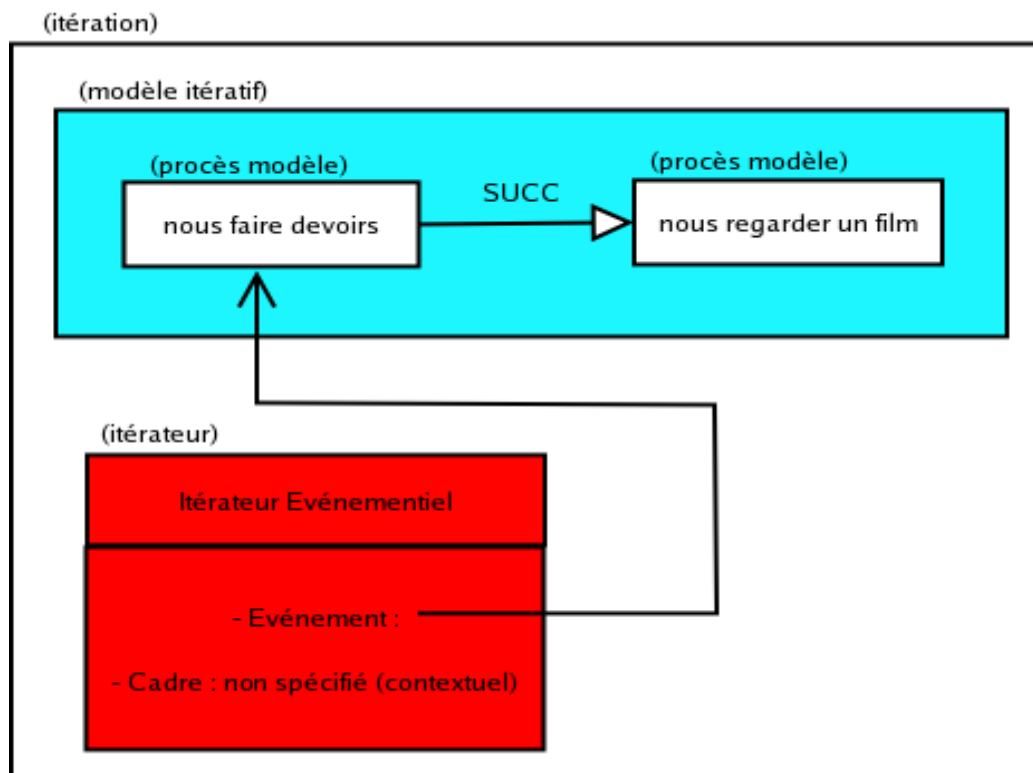 (itération)
(modèle itératif)
(procès modèle)
(procès modèle)
nous faire devoirs
SUCC
nous regarder un film
(itérateur)
Itérateur Evénementiel
- Evénement :
- Cadre : non spécifié (contextuel)